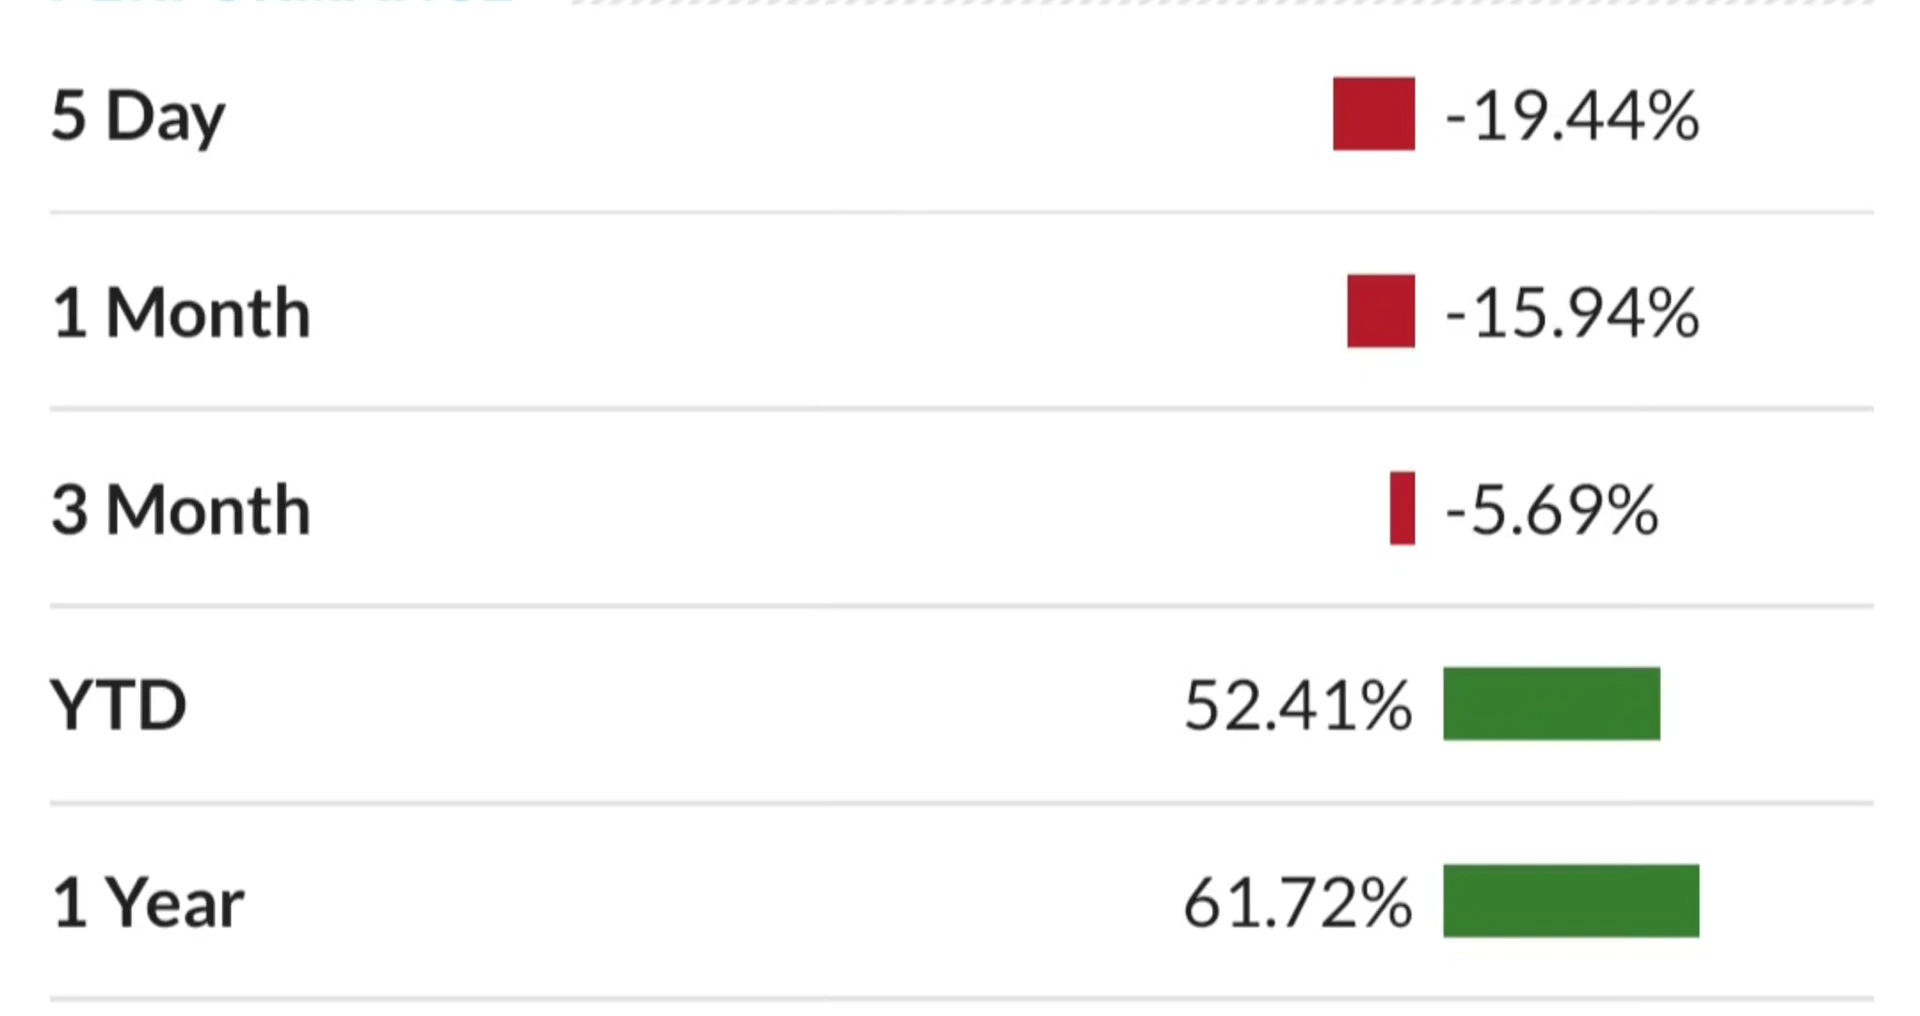 PERFORMANCE
5 Day -19.44%
1 Month -15.94%
3 Month -5.69%
YTD 52.41%
1 Year 61.72%